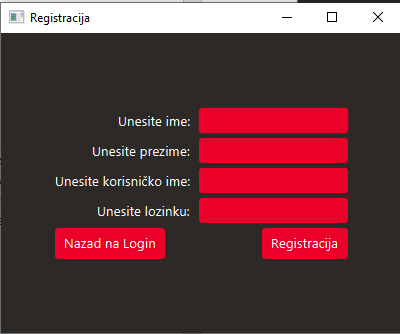 Registracija
Unesite ime:
Unesite prezime:
Unesite korisničko ime:
Unesite lozinku:
Nazad na Login
Registracija